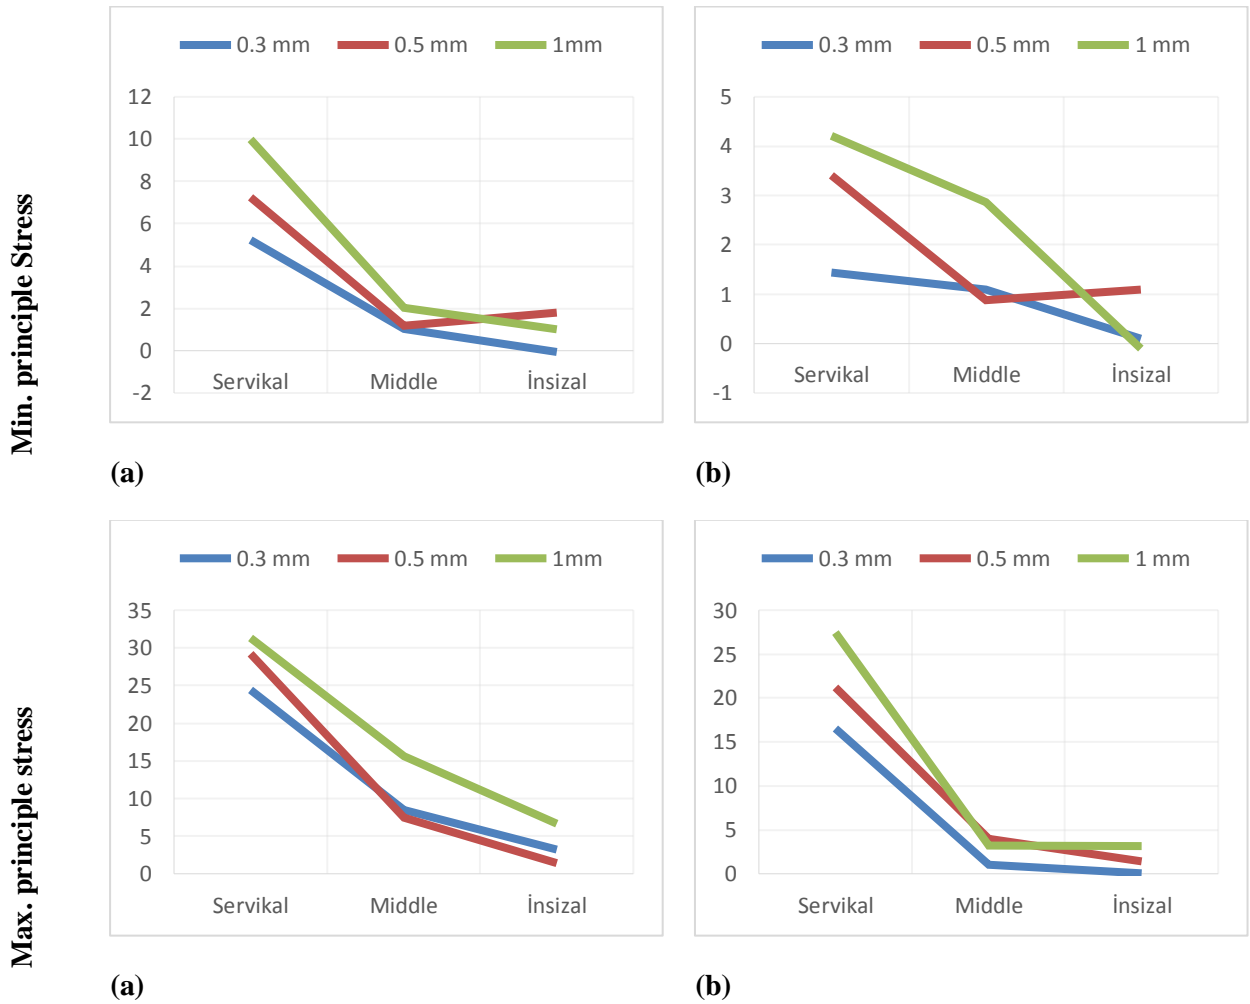 0.3 mm 0.5 mm 1mm
12
10
8
6
4
2
0
-2
Servikal Middle İnsizal
Min. principle Stress
(a)
0.3 mm 0.5 mm 1 mm
5
4
3
2
1
0
-1
Servikal Middle İnsizal
(b)
0.3 mm 0.5 mm 1mm
35
30
25
20
15
10
5
0
Servikal Middle İnsizal
Max. principle stress
(a)
0.3 mm 0.5 mm 1 mm
30
25
20
15
10
5
0
Servikal Middle İnsizal
(b)